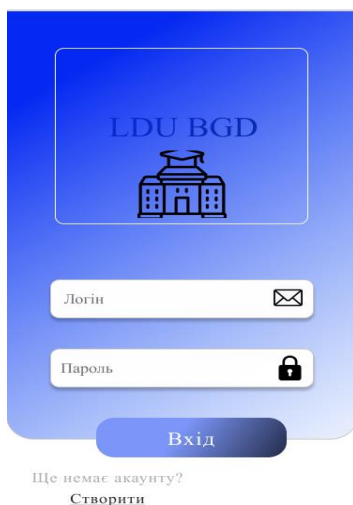 LDU BGD
Логін
Пароль
Вхід
Ще немає акаунту?
Створити